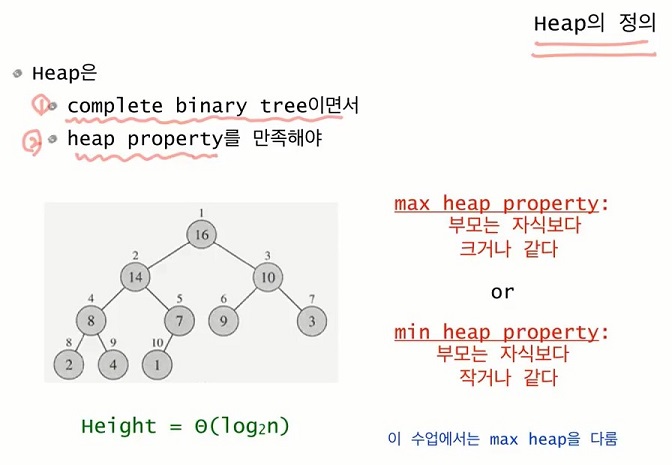 Heap의 정의
Heap은
① complete binary tree이면서
② heap property를 만족해야
1
16
2 3
14 10
4 5 6 7
8 7 9 3
8 9 10
2 4 1
Height = Θ(log₂n)
max heap property:
부모는 자식보다
크거나 같다
or
min heap property:
부모는 자식보다
작거나 같다
이 수업에서는 max heap을 다룸